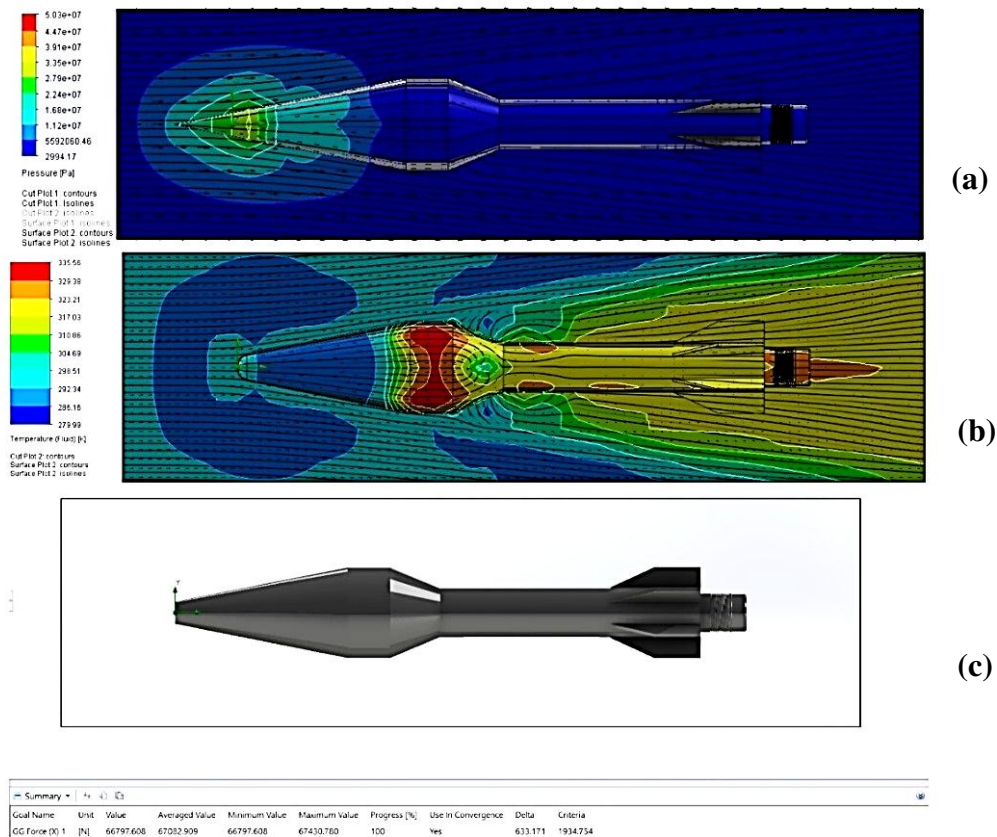 5.03e+07
4.47e+07
3.91e+07
3.35e+07
2.79e+07
2.24e+07
1.68e+07
1.12e+07
5592060.46
2994.17
Pressure [Pa]
Cut Plot 1: contours
Cut Plot 1: isolines
Cut Plot 2: isolines
Surface Plot 1: isolines
Surface Plot 2: contours
Surface Plot 2: isolines
(a)
335.56
329.38
323.21
317.03
310.86
304.69
298.51
292.34
286.16
279.99
Temperature (Fluid) [K]
Cut Plot 2: contours
Surface Plot 2: contours
Surface Plot 2: isolines
(b)
Y
(c)
Summary
Goal Name Unit Value Averaged Value Minimum Value Maximum Value Progress [%] Use In Convergence Delta Criteria
GG Force (X) 1 [N] 66797.608 67082.909 66797.608 67430.780 100 Yes 633.171 1934.754